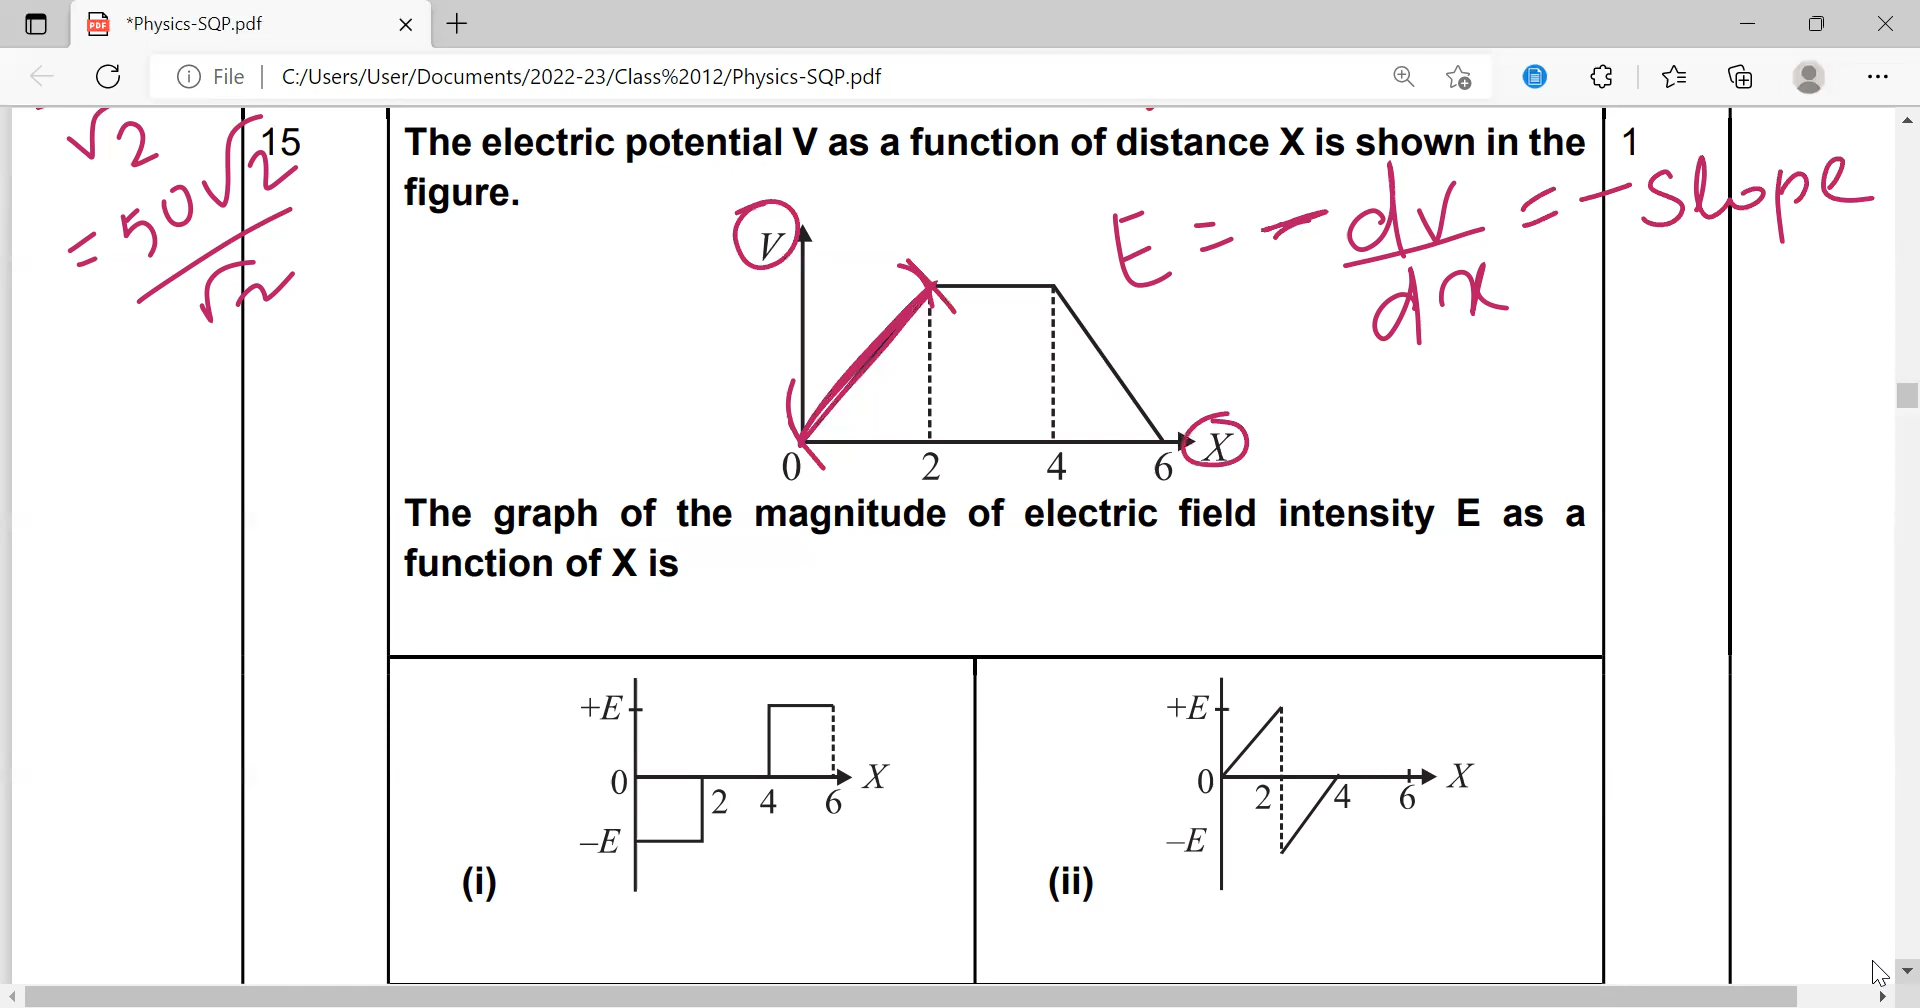 *Physics-SQP.pdf
File C:/Users/User/Documents/2022-23/Class%2012/Physics-SQP.pdf
√2
= 50√2
√2
15
The electric potential V as a function of distance X is shown in the
figure.
1
E = - dv/dx = - slope
V
0 2 4 6 X
The graph of the magnitude of electric field intensity E as a
function of X is
+E
0 2 4 6 X
–E
(i)
+E
0 2 4 6 X
–E
(ii)